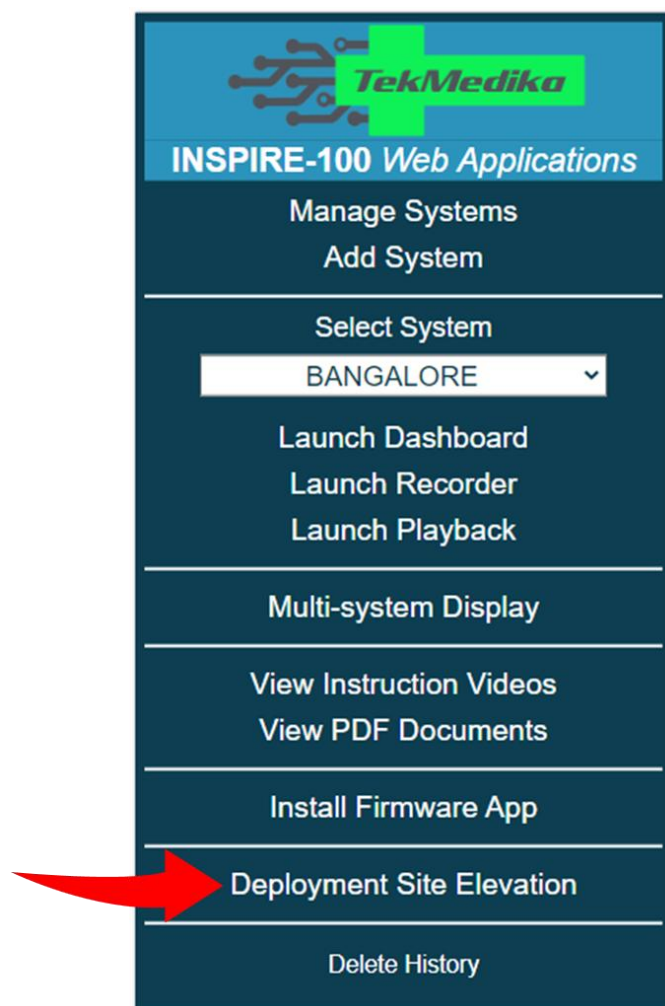 TekMedika
INSPIRE-100 Web Applications
Manage Systems
Add System
Select System
BANGALORE
Launch Dashboard
Launch Recorder
Launch Playback
Multi-system Display
View Instruction Videos
View PDF Documents
Install Firmware App
Deployment Site Elevation
Delete History